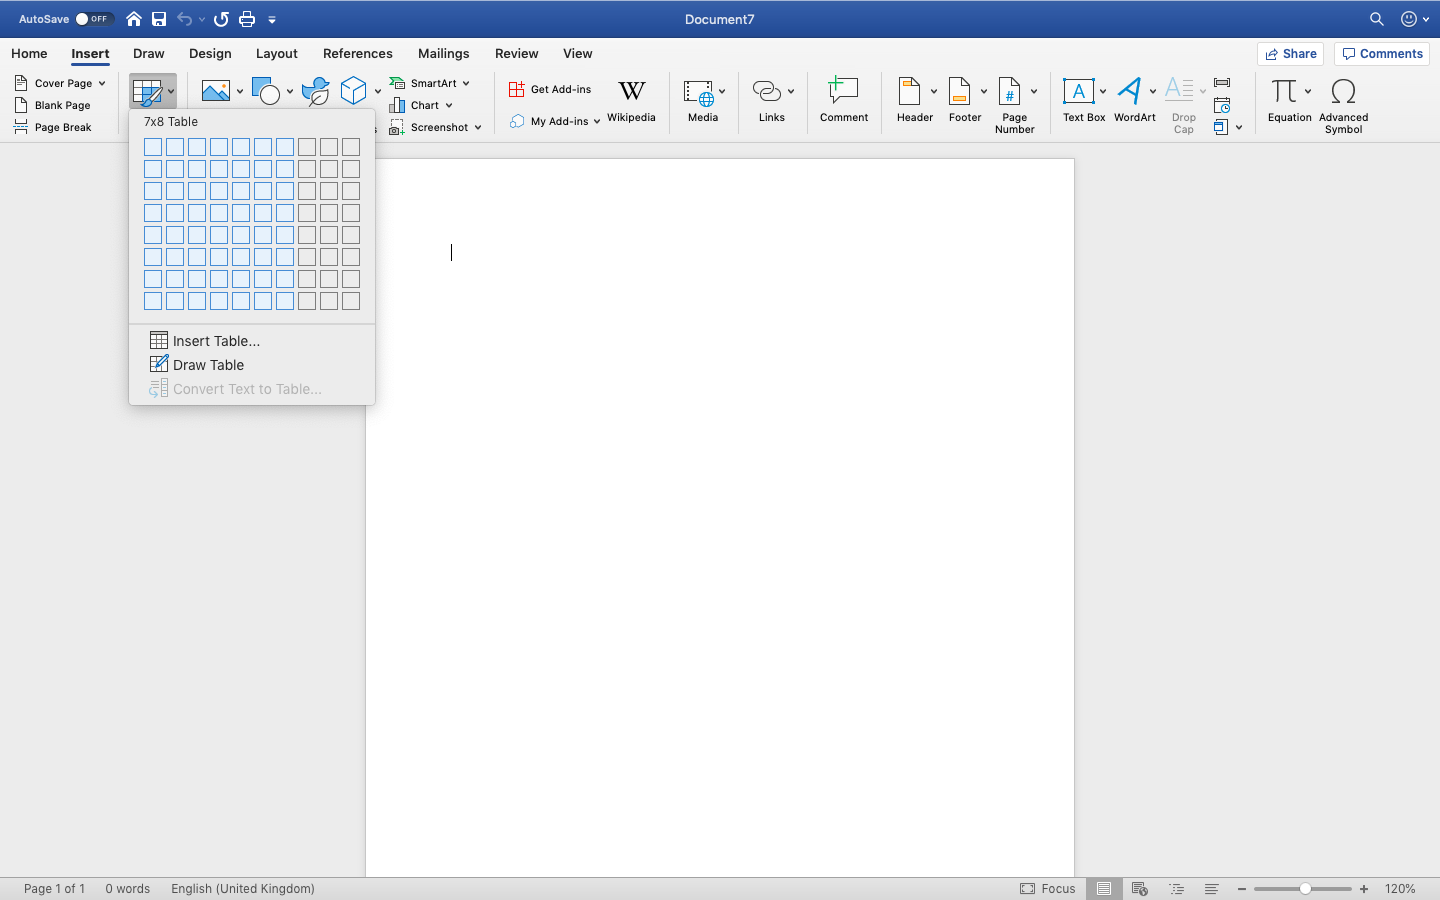 AutoSave OFF Document7
Home Insert Draw Design Layout References Mailings Review View Share Comments
Cover Page
Blank Page
Page Break
SmartArt
Chart
Screenshot
Get Add-ins
My Add-ins
Wikipedia
Media
Links
Comment
Header
Footer
Page
Number
Text Box
WordArt
Drop
Cap
Equation
Advanced
Symbol
7x8 Table
Insert Table...
Draw Table
Convert Text to Table...
Page 1 of 1 0 words English (United Kingdom) Focus 120%